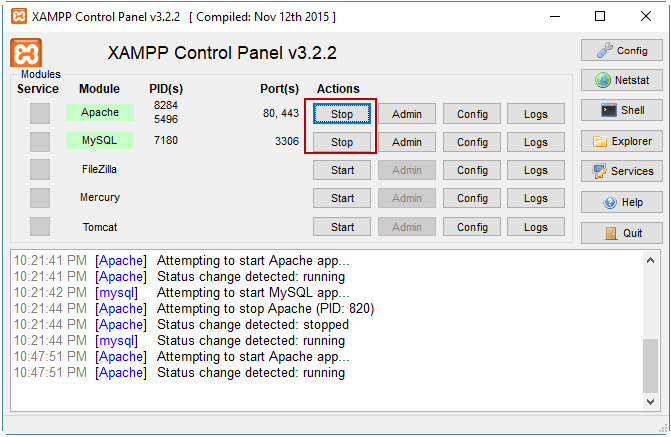 XAMPP Control Panel v3.2.2 [ Compiled: Nov 12th 2015 ]
XAMPP Control Panel v3.2.2
Config
Netstat
Shell
Explorer
Services
Help
Quit
Modules
Service Module PID(s) Port(s) Actions
Apache 8284 5496 80, 443 Stop Admin Config Logs
MySQL 7180 3306 Stop Admin Config Logs
FileZilla Start Admin Config Logs
Mercury Start Admin Config Logs
Tomcat Start Admin Config Logs
10:21:41 PM [Apache] Attempting to start Apache app...
10:21:41 PM [Apache] Status change detected: running
10:21:42 PM [mysql] Attempting to start MySQL app...
10:21:44 PM [Apache] Attempting to stop Apache (PID: 820)
10:21:44 PM [Apache] Status change detected: stopped
10:21:44 PM [mysql] Status change detected: running
10:47:51 PM [Apache] Attempting to start Apache app...
10:47:51 PM [Apache] Status change detected: running